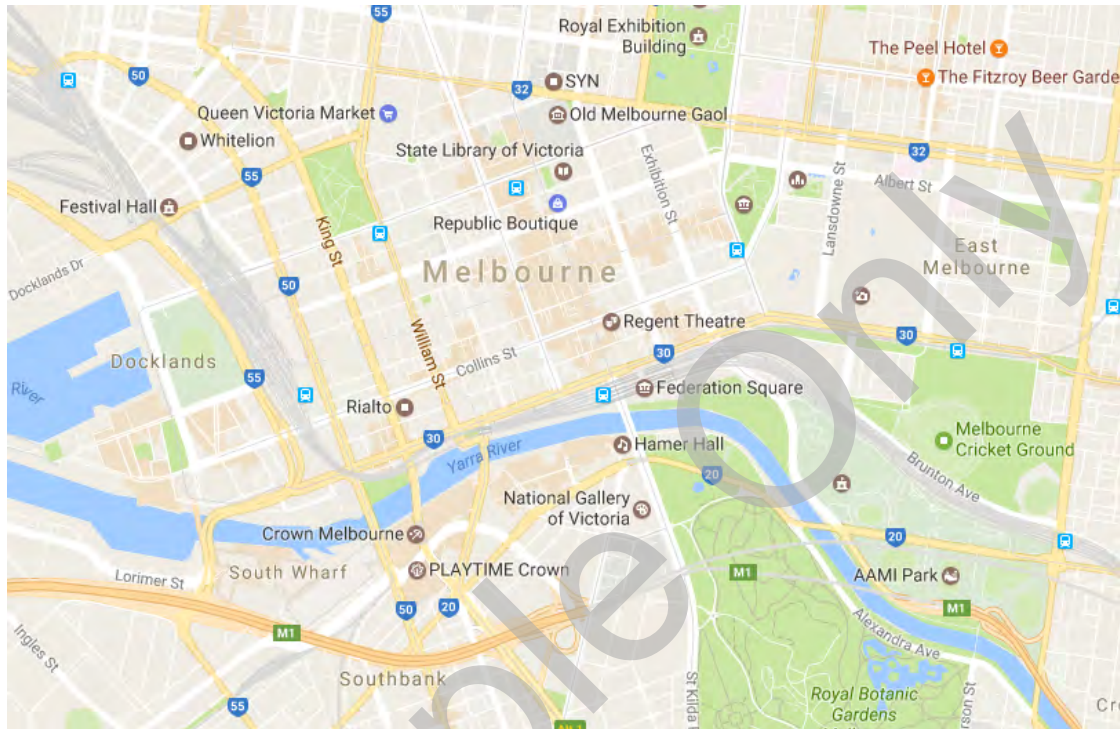 55
Royal Exhibition
Building
The Peel Hotel
50
The Fitzroy Beer Garde
SYN
32
Queen Victoria Market
Old Melbourne Gaol
Whitelion
State Library of Victoria
Exhibition St
32
55
Albert St
Lansdowne St
Festival Hall
Republic Boutique
King St
East
Melbourne
Docklands Dr
Melbourne
50
Regent Theatre
William St
30
30
Docklands
Collins St
55
Federation Square
River
Rialto
30
Hamer Hall
Melbourne
Cricket Ground
Yarra River
20
Brunton Ave
National Gallery
of Victoria
Crown Melbourne
20
South Wharf
PLAYTIME Crown
M1
AAMI Park
Lorimer St
50
20
M1
Alexandra Ave
M1
Ingles St
Southbank
St Kilda
Royal Botanic
Gardens
rson St
55
Cr
only
ple